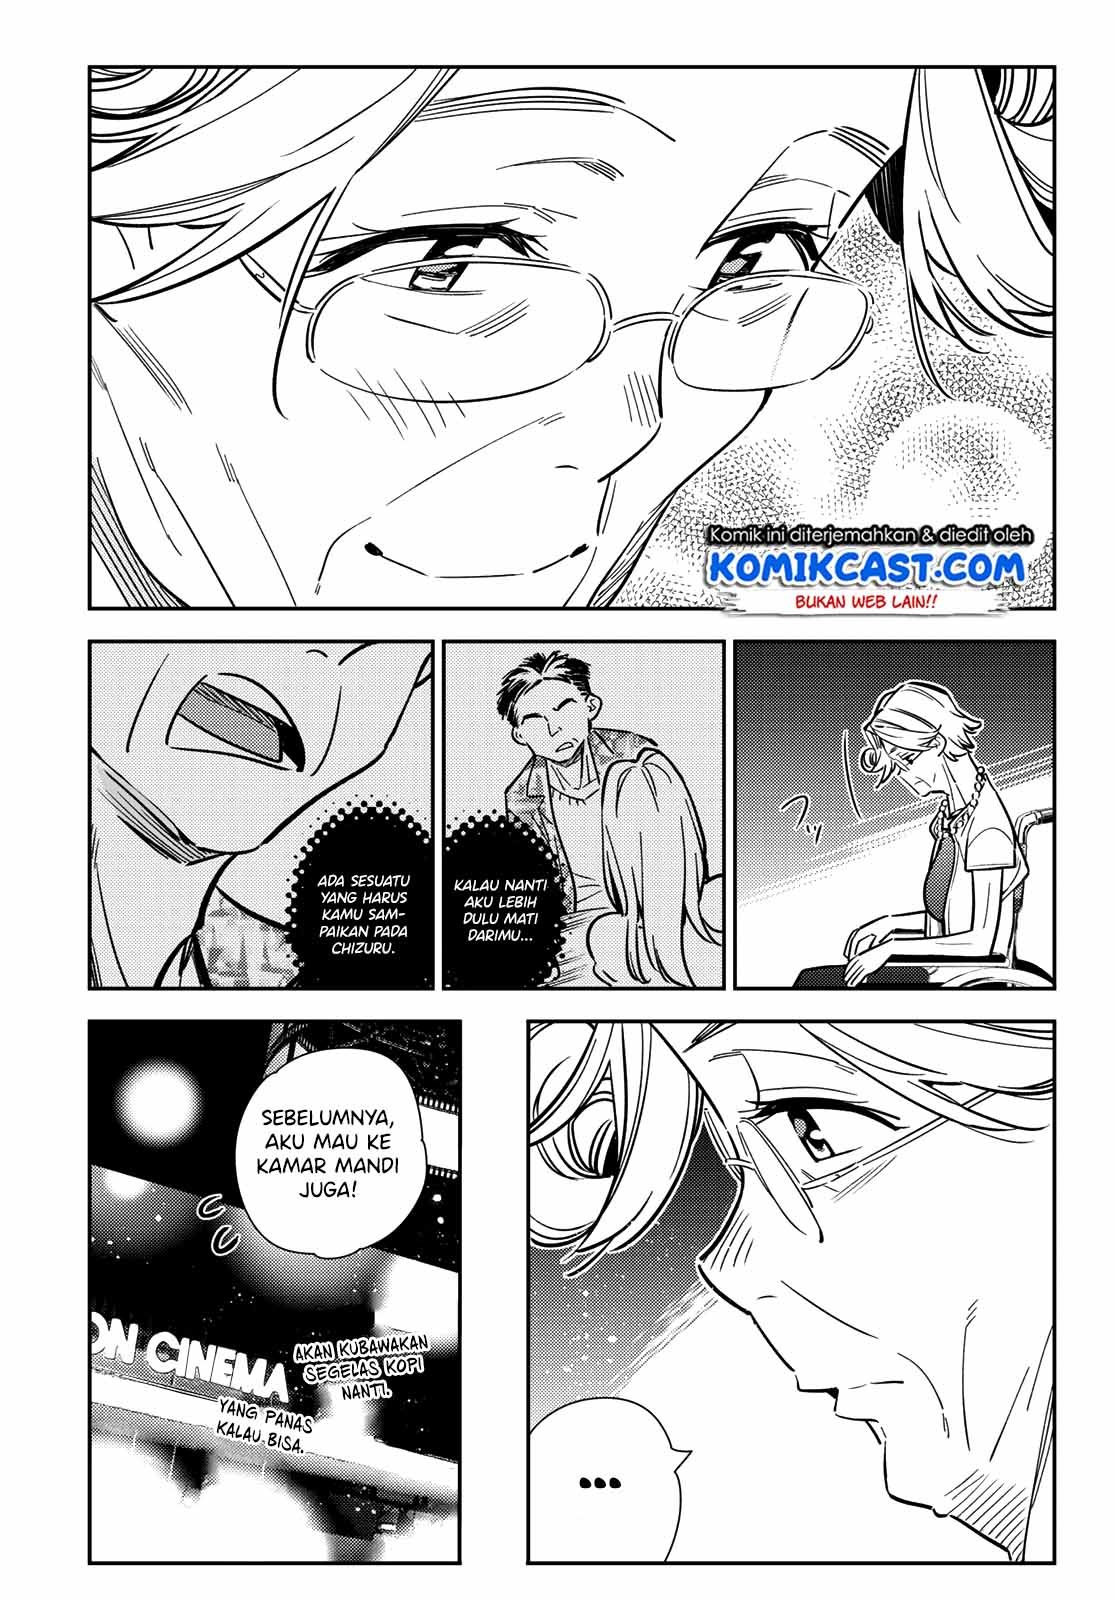 Komik ini diterjemahkan & diedit oleh
KOMIKCAST.COM
BUKAN WEB LAIN!!
フッ
KALAU NANTI
AKU LEBIH
DULU MATI
DARIMU...
ADA SESUATU
YANG HARUS
KAMU SAM-
PAIKAN PADA
CHIZURU.
...
SEBELUMNYA,
AKU MAU KE
KAMAR MANDI
JUGA!
ON CINEMA
AKAN KUBAWAKAN
SEGELAS KOPI
NANTI.
YANG PANAS
KALAU BISA.